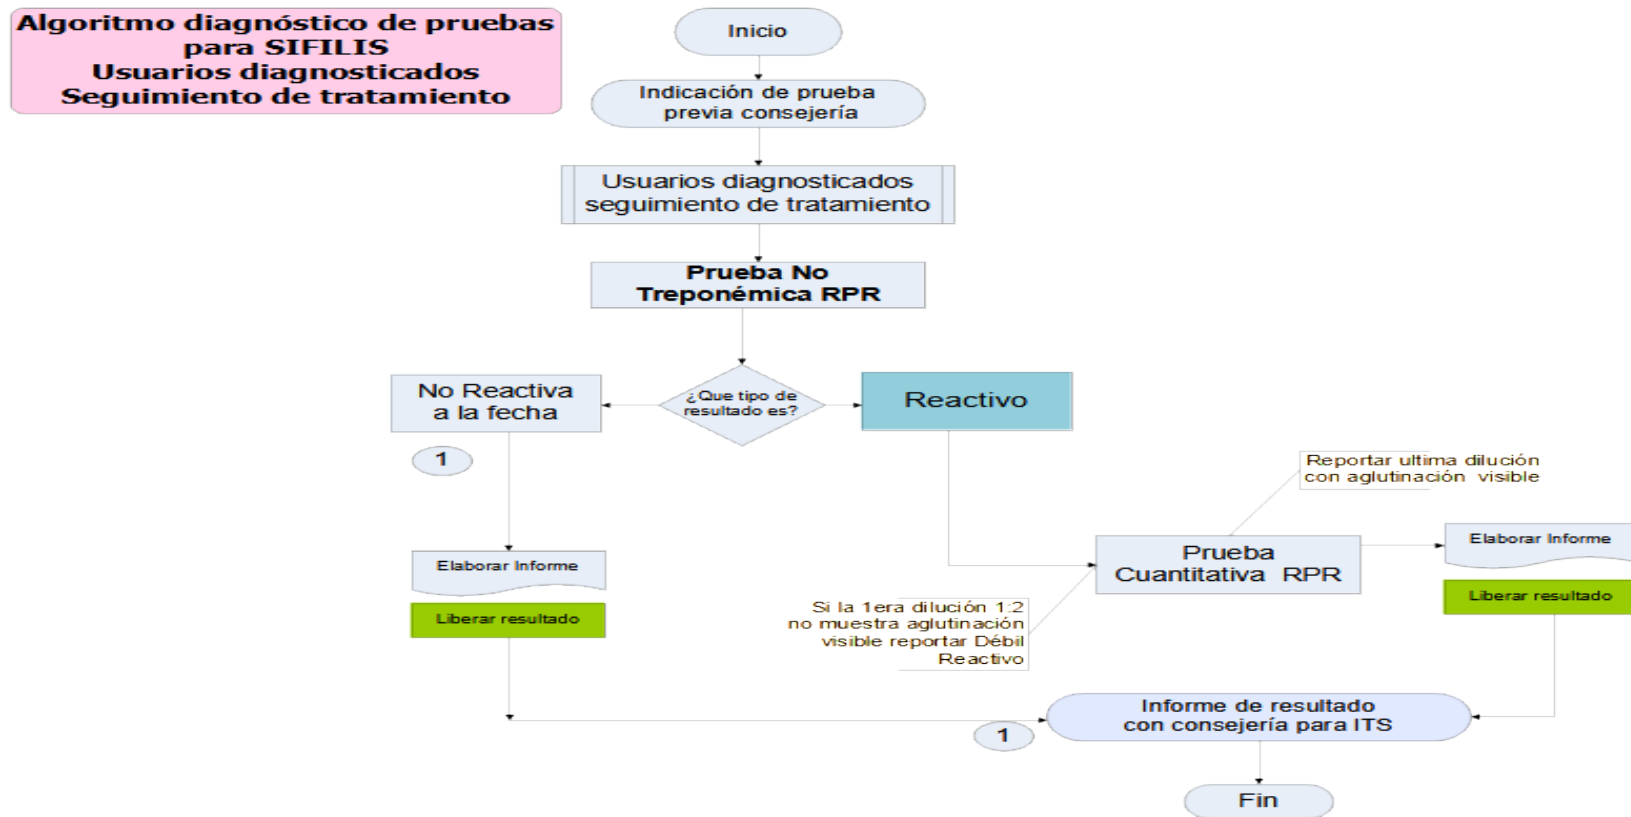 Algoritmo diagnóstico de pruebas
para SIFILIS
Usuarios diagnosticados
Seguimiento de tratamiento
Inicio
Indicación de prueba
previa consejería
Usuarios diagnosticados
seguimiento de tratamiento
Prueba No
Treponémica RPR
¿Que tipo de
resultado es?
No Reactiva
a la fecha
1
Reactivo
Reportar ultima dilución
con aglutinación visible
Prueba
Cuantitativa RPR
Si la 1era dilución 1:2
no muestra aglutinación
visible reportar Débil
Reactivo
Elaborar Informe
Liberar resultado
Elaborar Informe
Liberar resultado
1
Informe de resultado
con consejería para ITS
Fin